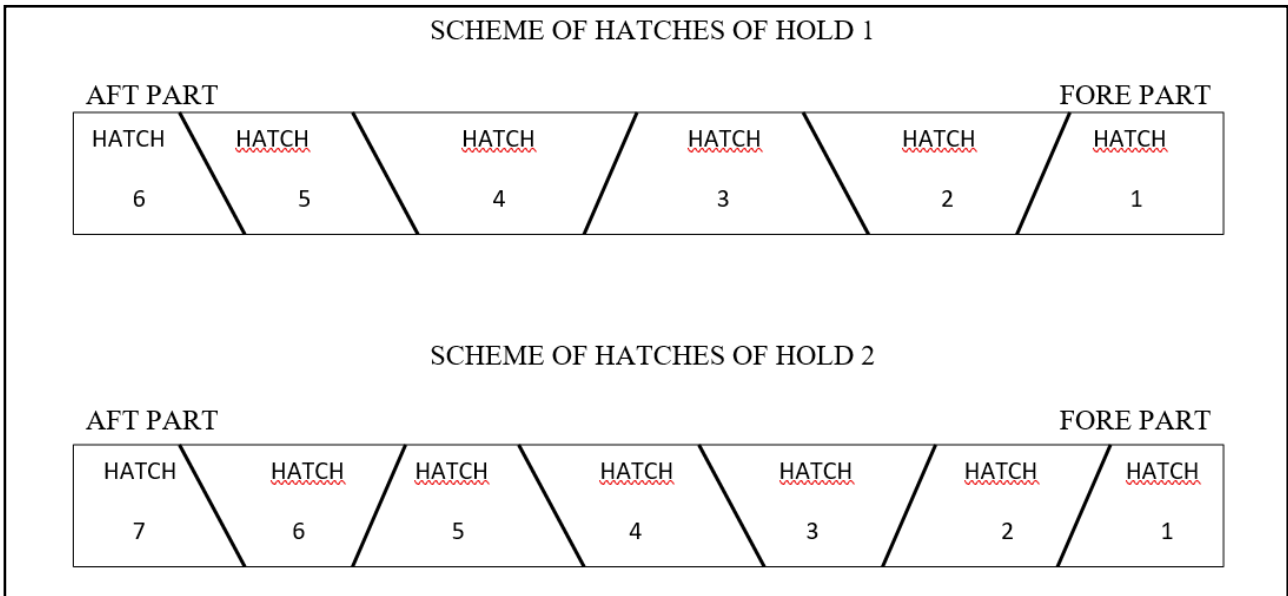 SCHEME OF HATCHES OF HOLD 1
AFT PART FORE PART
HATCH HATCH HATCH HATCH HATCH HATCH
6 5 4 3 2 1
SCHEME OF HATCHES OF HOLD 2
AFT PART FORE PART
HATCH HATCH HATCH HATCH HATCH HATCH HATCH
7 6 5 4 3 2 1